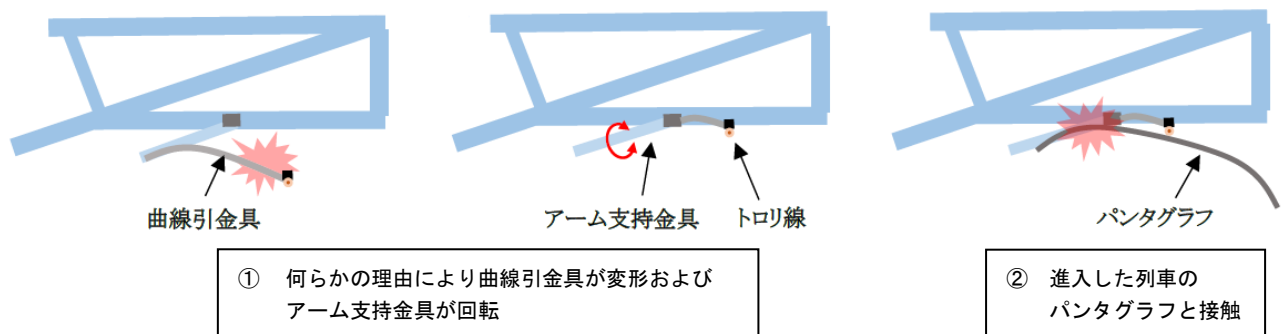 曲線引金具
アーム支持金具
トロリ線
パンタグラフ
① 何らかの理由により曲線引金具が変形および
アーム支持金具が回転
② 進入した列車の
パンタグラフと接触